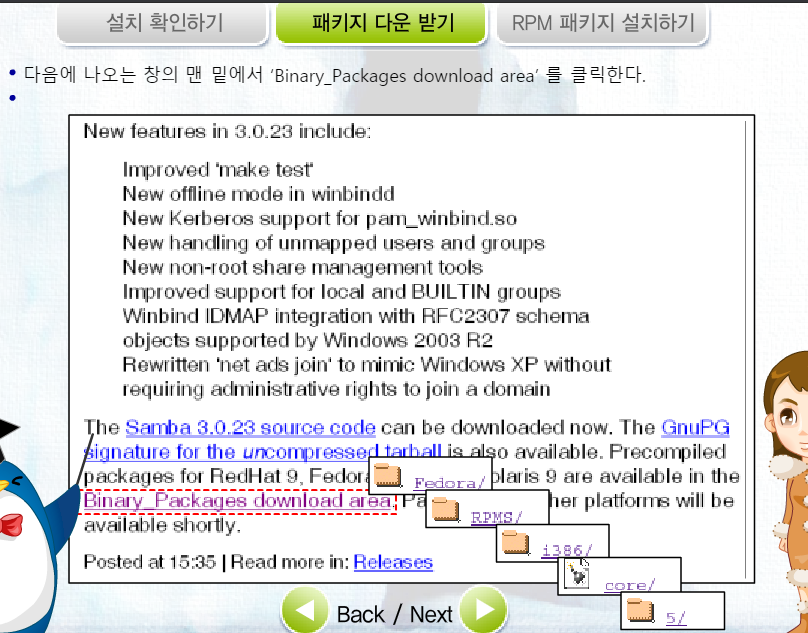 설치 확인하기
패키지 다운 받기
RPM 패키지 설치하기
• 다음에 나오는 창의 맨 밑에서 ‘Binary_Packages download area’ 를 클릭한다.
•
New features in 3.0.23 include:
Improved 'make test'
New offline mode in winbindd
New Kerberos support for pam_winbind.so
New handling of unmapped users and groups
New non-root share management tools
Improved support for local and BUILTIN groups
Winbind IDMAP integration with RFC2307 schema
objects supported by Windows 2003 R2
Rewritten 'net ads join' to mimic Windows XP without
requiring administrative rights to join a domain
The Samba 3.0.23 source code can be downloaded now. The GnuPG
signature for the uncompressed tarball is also available. Precompiled
packages for RedHat 9, Fedora olaris 9 are available in the
Binary_Packages download area. Pa her platforms will be
available shortly.
Fedora/
RPMS/
i386/
core/
5/
Posted at 15:35 | Read more in: Releases
Back / Next